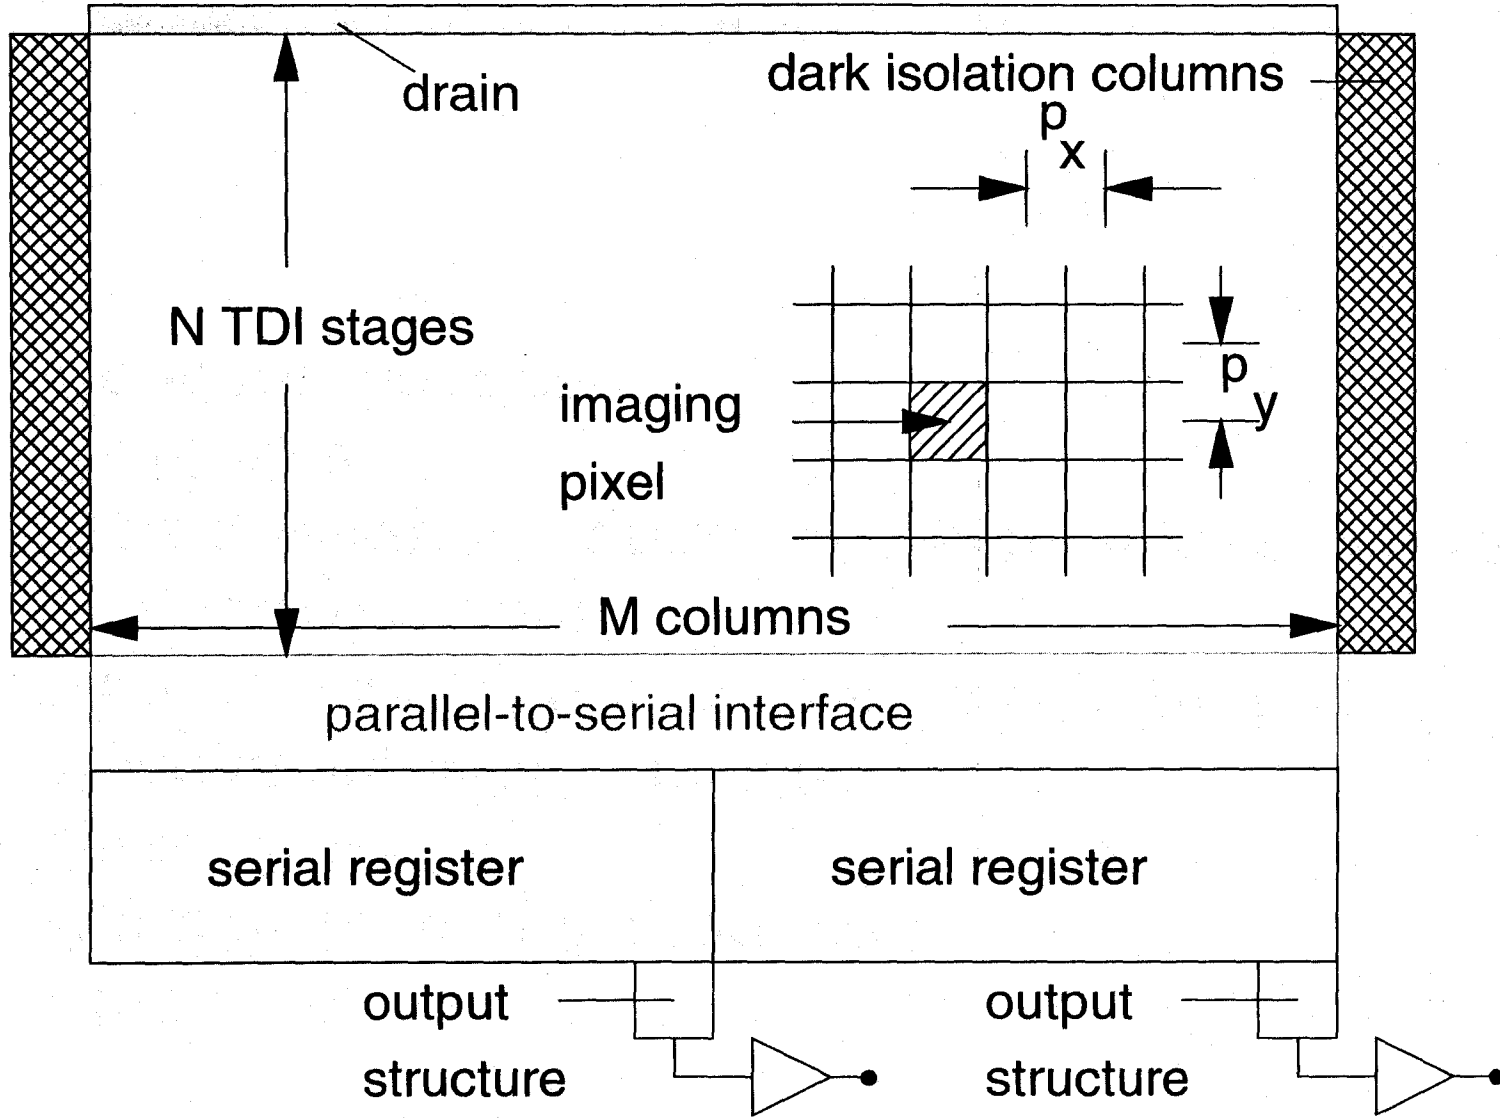 drain
dark isolation columns
p
x
N TDI stages
p
y
imaging
pixel
M columns
parallel-to-serial interface
serial register
serial register
output
structure
output
structure